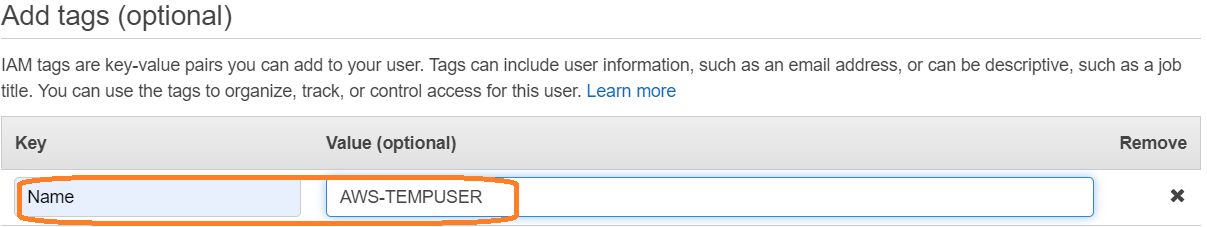 Add tags (optional)
IAM tags are key-value pairs you can add to your user. Tags can include user information, such as an email address, or can be descriptive, such as a job
title. You can use the tags to organize, track, or control access for this user. Learn more
Key Value (optional) Remove
Name AWS-TEMPUSER ✖